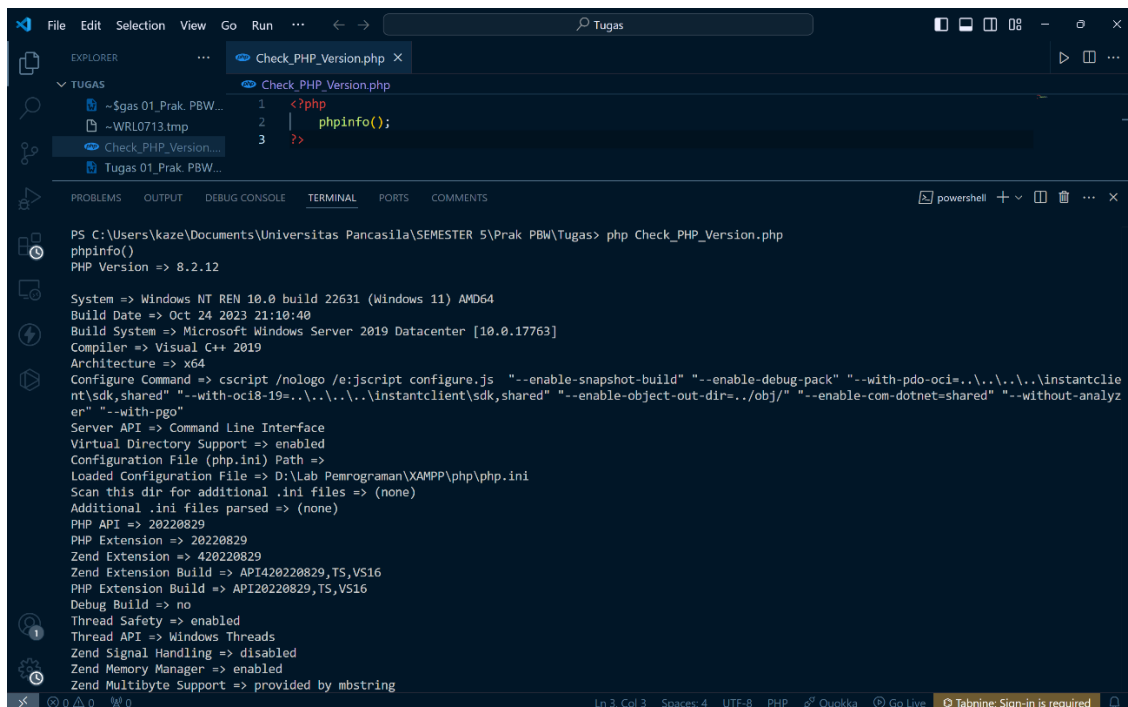 File Edit Selection View Go Run ··· Tugas
EXPLORER ··· Check_PHP_Version.php
TUGAS
Check_PHP_Version.php
~$gas 01_Prak. PBW...
~WRL0713.tmp
Check_PHP_Version....
Tugas 01_Prak. PBW...
1 <?php
2 phpinfo();
3 ?>
PROBLEMS OUTPUT DEBUG CONSOLE TERMINAL PORTS COMMENTS powershell
PS C:\Users\kaze\Documents\Universitas Pancasila\SEMESTER 5\Prak PBW\Tugas> php Check_PHP_Version.php
phpinfo()
PHP Version => 8.2.12
System => Windows NT REN 10.0 build 22631 (Windows 11) AMD64
Build Date => Oct 24 2023 21:10:40
Build System => Microsoft Windows Server 2019 Datacenter [10.0.17763]
Compiler => Visual C++ 2019
Architecture => x64
Configure Command => cscript /nologo /e:jscript configure.js "--enable-snapshot-build" "--enable-debug-pack" "--with-pdo-oci=..\..\..\..\instantclie
nt\sdk,shared" "--with-oci8-19=..\..\..\..\instantclient\sdk,shared" "--enable-object-out-dir=../obj/" "--enable-com-dotnet=shared" "--without-analyz
er" "--with-pgo"
Server API => Command Line Interface
Virtual Directory Support => enabled
Configuration File (php.ini) Path =>
Loaded Configuration File => D:\Lab Pemrograman\XAMPP\php\php.ini
Scan this dir for additional .ini files => (none)
Additional .ini files parsed => (none)
PHP API => 20220829
PHP Extension => 20220829
Zend Extension => 420220829
Zend Extension Build => API420220829,TS,VS16
PHP Extension Build => API20220829,TS,VS16
Debug Build => no
Thread Safety => enabled
Thread API => Windows Threads
Zend Signal Handling => disabled
Zend Memory Manager => enabled
Zend Multibyte Support => provided by mbstring
1
0 0 0 Ln 3, Col 3 Spaces: 4 UTF-8 PHP Quokka Go Live Tabnine: Sign-in is required